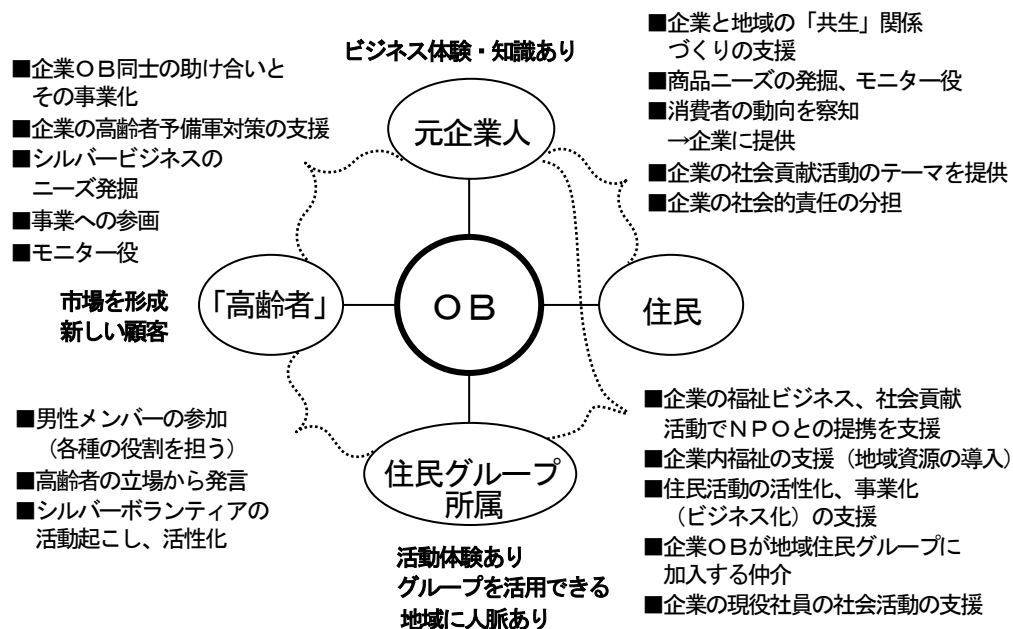 ビジネス体験・知識あり
■企業ＯＢ同士の助け合いと
その事業化
■企業の高齢者予備軍対策の支援
■シルバービジネスの
ニーズ発掘
■事業への参画
■モニター役
元企業人
■企業と地域の「共生」関係
づくりの支援
■商品ニーズの発掘、モニター役
■消費者の動向を察知
→企業に提供
■企業の社会貢献活動のテーマを提供
■企業の社会的責任の分担
市場を形成
新しい顧客
「高齢者」
ＯＢ
住民
■男性メンバーの参加
（各種の役割を担う）
■高齢者の立場から発言
■シルバーボランティアの
活動起こし、活性化
住民グループ
所属
活動体験あり
グループを活用できる
地域に人脈あり
■企業の福祉ビジネス、社会貢献
活動でＮＰＯとの提携を支援
■企業内福祉の支援（地域資源の導入）
■住民活動の活性化、事業化
（ビジネス化）の支援
■企業ＯＢが地域住民グループに
加入する仲介
■企業の現役社員の社会活動の支援